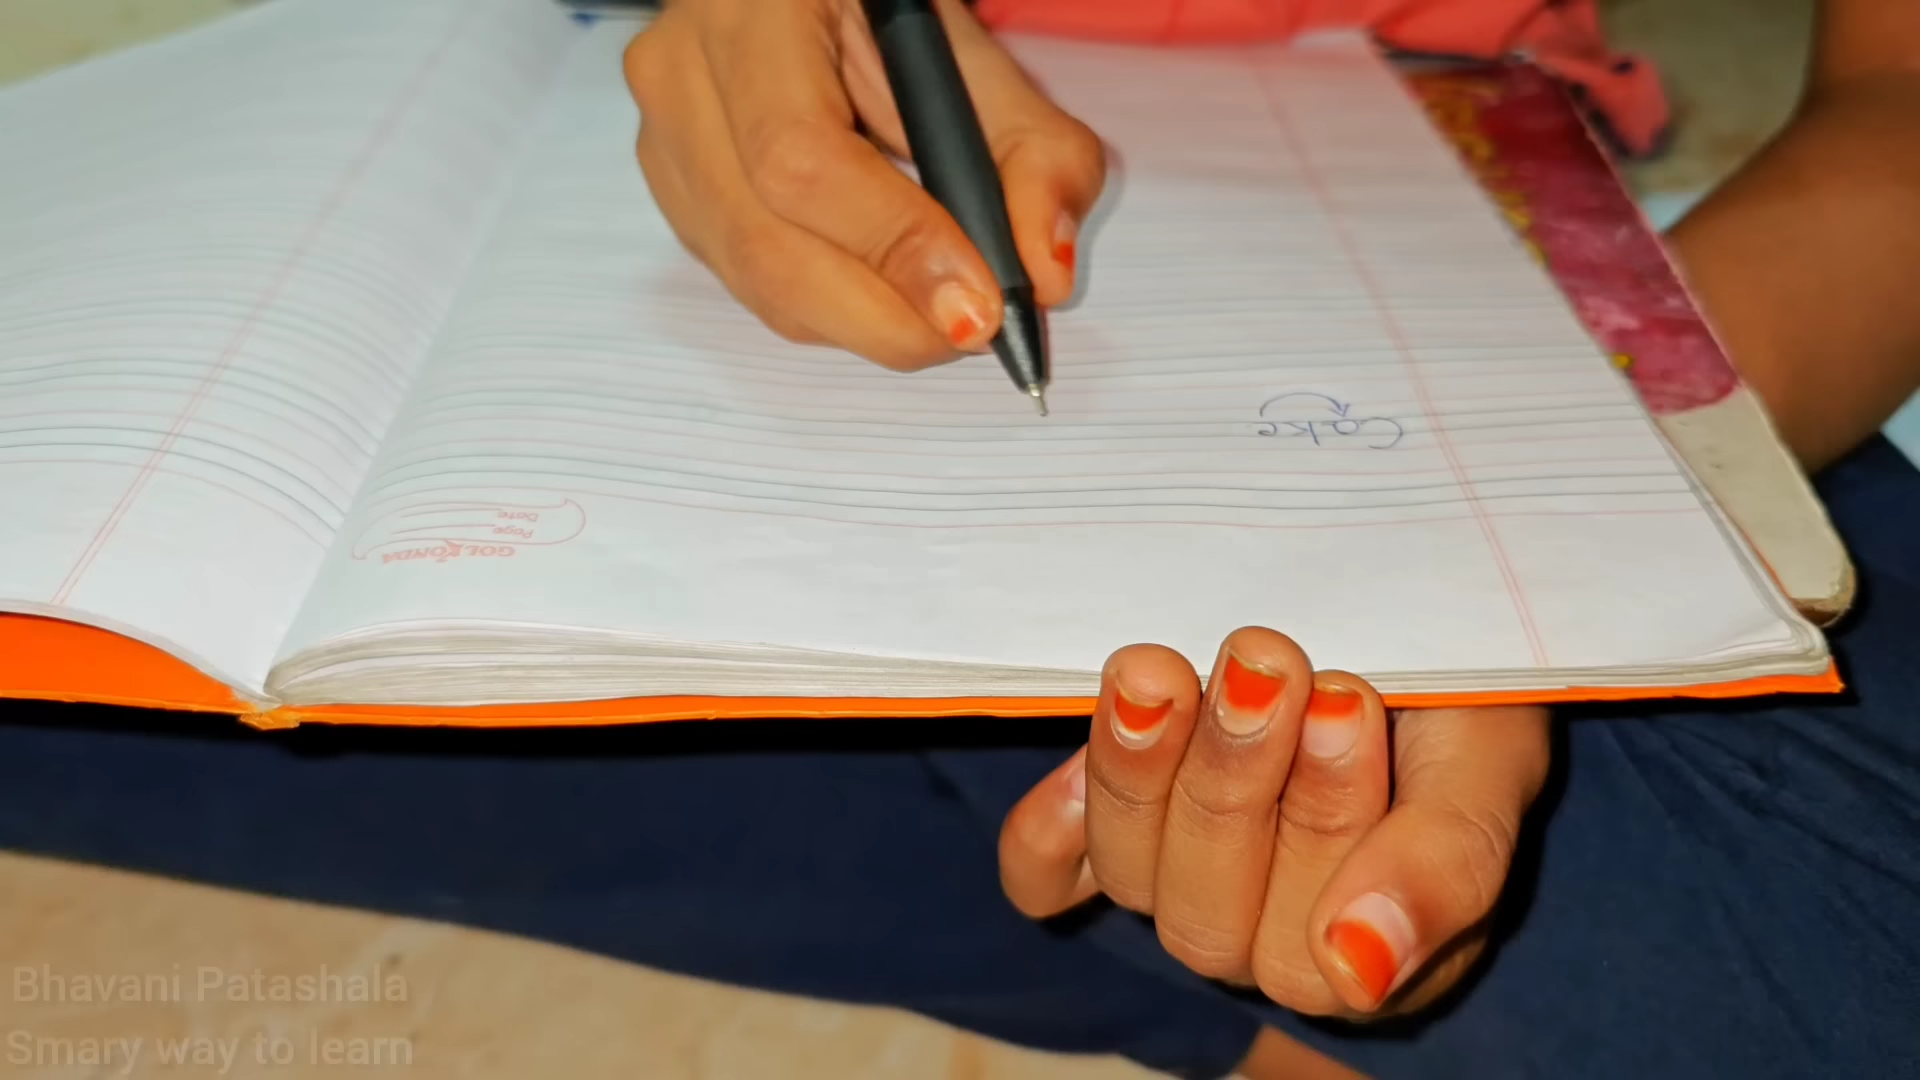 Cake
GOLKONDA
Page
Date
Bhavani Patashala
Smary way to learn